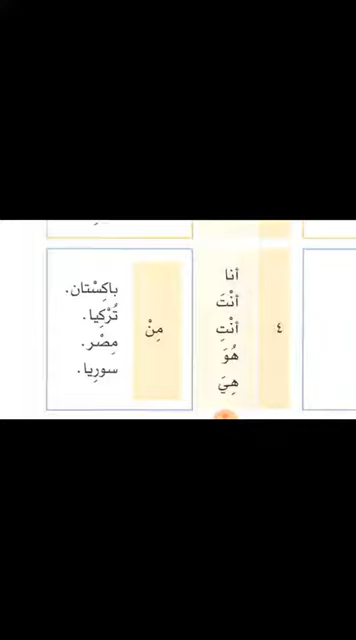 ٤
أنا
أنْتَ
أنْتِ
هُوَ
هِيَ
مِنْ
باكِسْتان.
تُرْكِيا.
مِصْر.
سورِيا.